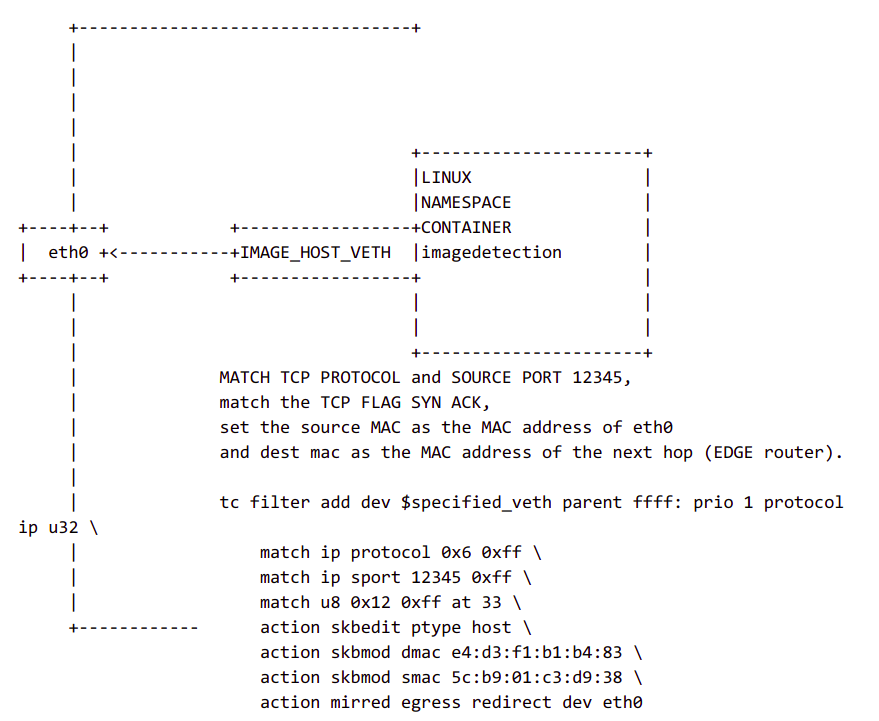 LINUX
NAMESPACE
CONTAINER
eth0 IMAGE_HOST_VETH imagedetection
MATCH TCP PROTOCOL and SOURCE PORT 12345,
match the TCP FLAG SYN ACK,
set the source MAC as the MAC address of eth0
and dest mac as the MAC address of the next hop (EDGE router).
tc filter add dev $specified_veth parent ffff: prio 1 protocol
ip u32 \
match ip protocol 0x6 0xff \
match ip sport 12345 0xff \
match u8 0x12 0xff at 33 \
action skbedit ptype host \
action skbmod dmac e4:d3:f1:b1:b4:83 \
action skbmod smac 5c:b9:01:c3:d9:38 \
action mirred egress redirect dev eth0